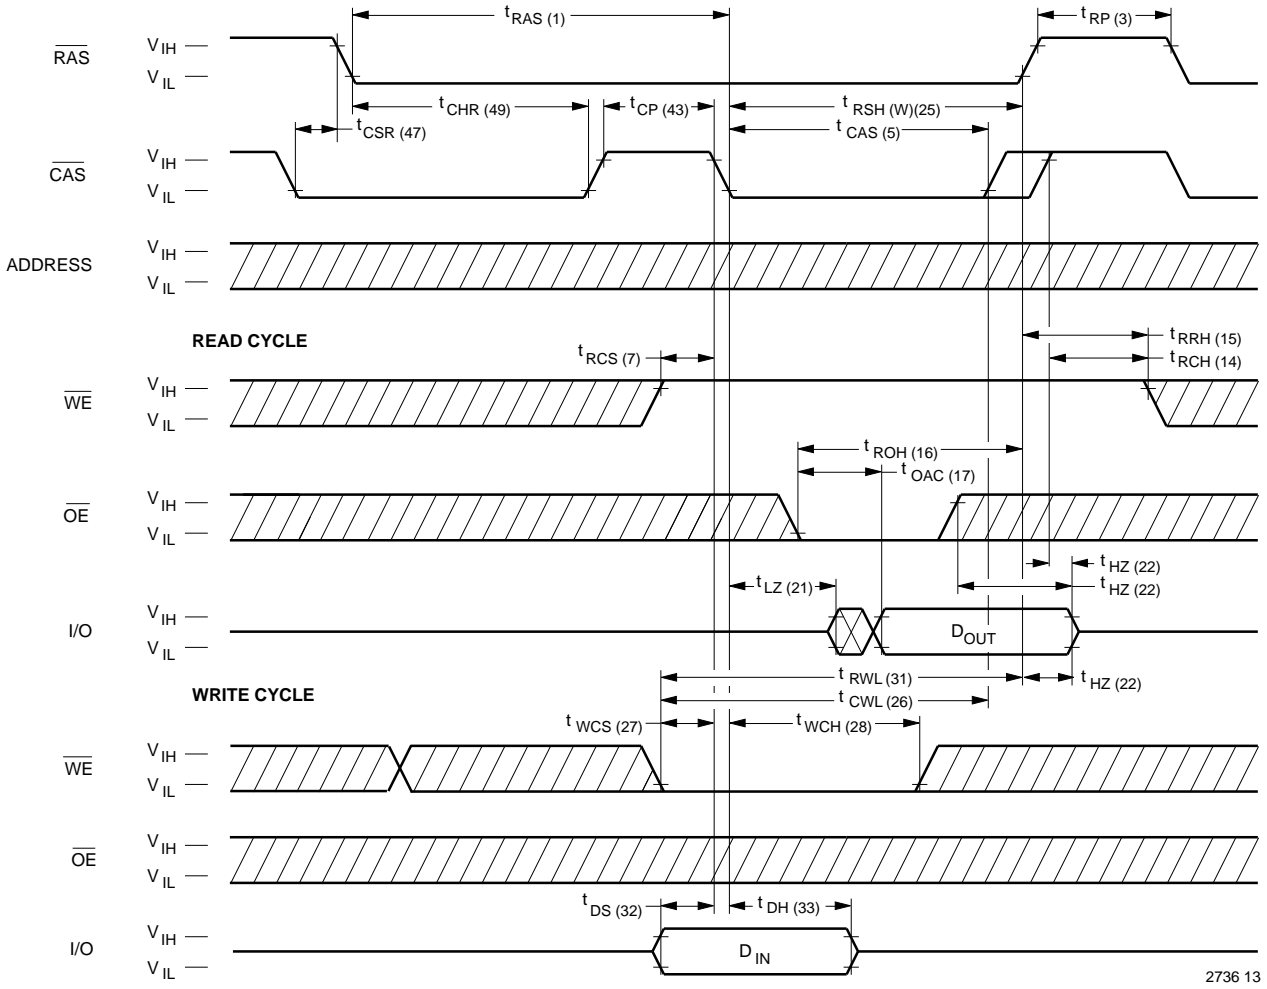 t RAS (1)
t RP (3)
RAS
V IH
V IL
t CHR (49)
t CP (43)
t RSH (W)(25)
t CSR (47)
t CAS (5)
CAS
V IH
V IL
ADDRESS
V IH
V IL
READ CYCLE
t RRH (15)
t RCS (7)
t RCH (14)
WE
V IH
V IL
t ROH (16)
t OAC (17)
OE
V IH
V IL
t HZ (22)
t LZ (21)
t HZ (22)
I/O
V IH
V IL
D OUT
WRITE CYCLE
t RWL (31)
t HZ (22)
t CWL (26)
t WCS (27)
t WCH (28)
WE
V IH
V IL
OE
V IH
V IL
t DS (32)
t DH (33)
I/O
V IH
V IL
D IN
2736 13